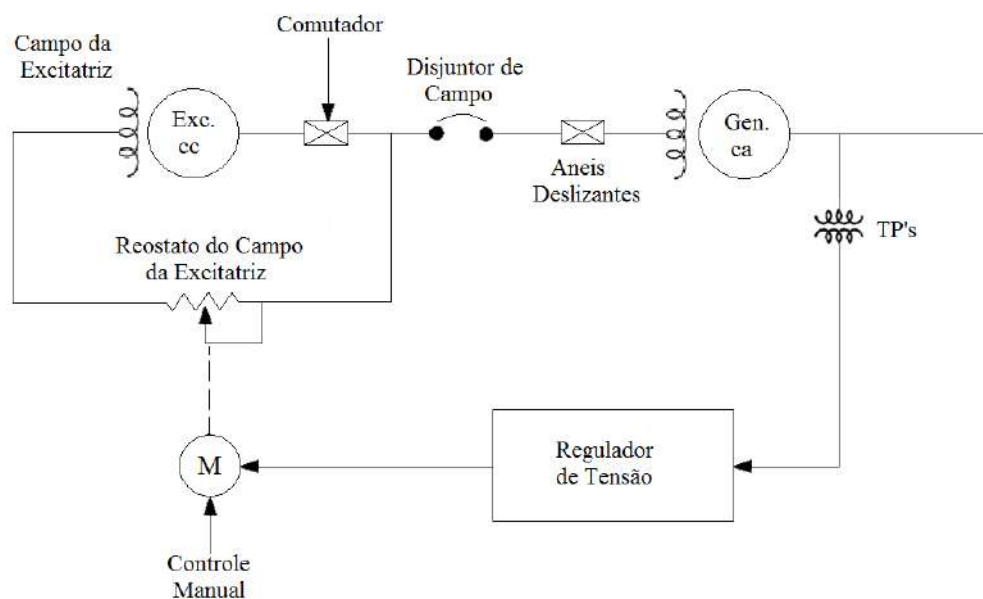 Comutador
Campo da
Excitatriz
Disjuntor de
Campo
Exc.
cc
Gen.
ca
Aneis
Deslizantes
TP's
Reostato do Campo
da Excitatriz
Regulador
de Tensão
M
Controle
Manual